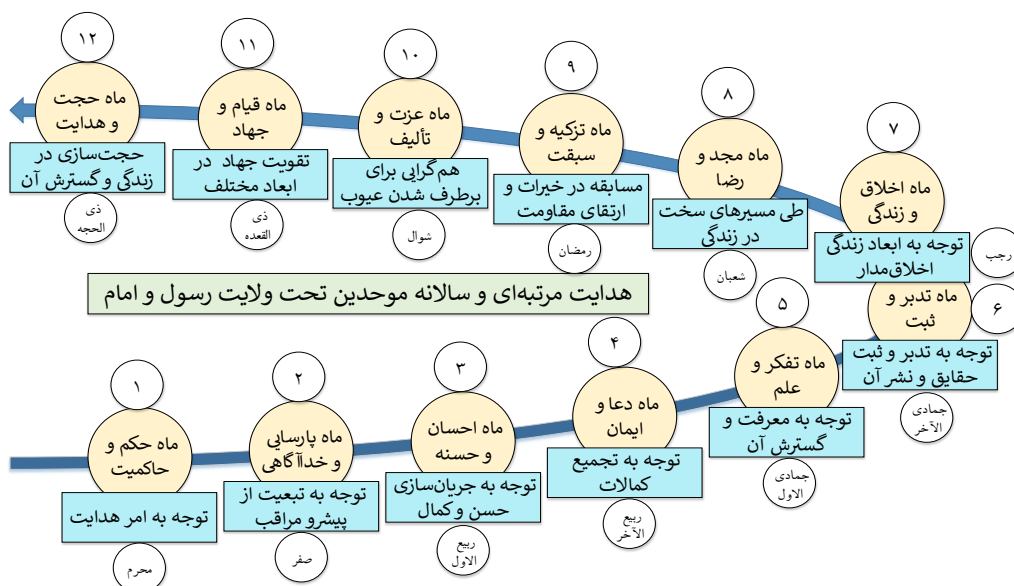 ۱
ماه حکم و
حاکمیت
توجه به امر هدایت
محرم
۲
ماه پارسایی
و خداآگاهی
توجه به تبعیت از
پیشرو مراقب
صفر
۳
ماه احسان
و حسنه
توجه به جریان‌سازی
حسن وکمال
ربیع
الاول
۴
ماه دعا و
ایمان
توجه به تجمیع
کمالات
ربیع
الآخر
۵
ماه تفکر و
علم
توجه به معرفت و
گسترش آن
جمادی
الاول
۶
ماه تدبر و
ثبت
توجه به تدبر و ثبت
حقایق و نشر آن
جمادی
الآخر
۷
ماه اخلاق
و زندگی
توجه به ابعاد زندگی
اخلاق‌مدار
رجب
۸
ماه مجد و
رضا
طی مسیرهای سخت
در زندگی
شعبان
۹
ماه تزکیه و
سبقت
مسابقه در خیرات و
ارتقای مقاومت
رمضان
۱۰
ماه عزت و
تألیف
هم‌گرایی برای
برطرف شدن عیوب
شوال
۱۱
ماه قیام و
جهاد
تقویت جهاد در
ابعاد مختلف
ذی
القعده
۱۲
ماه حجت
و هدایت
حجت‌سازی در
زندگی و گسترش آن
ذی
الحجه
هدایت مرتبه‌ای و سالانه موحدین تحت ولایت رسول و امام